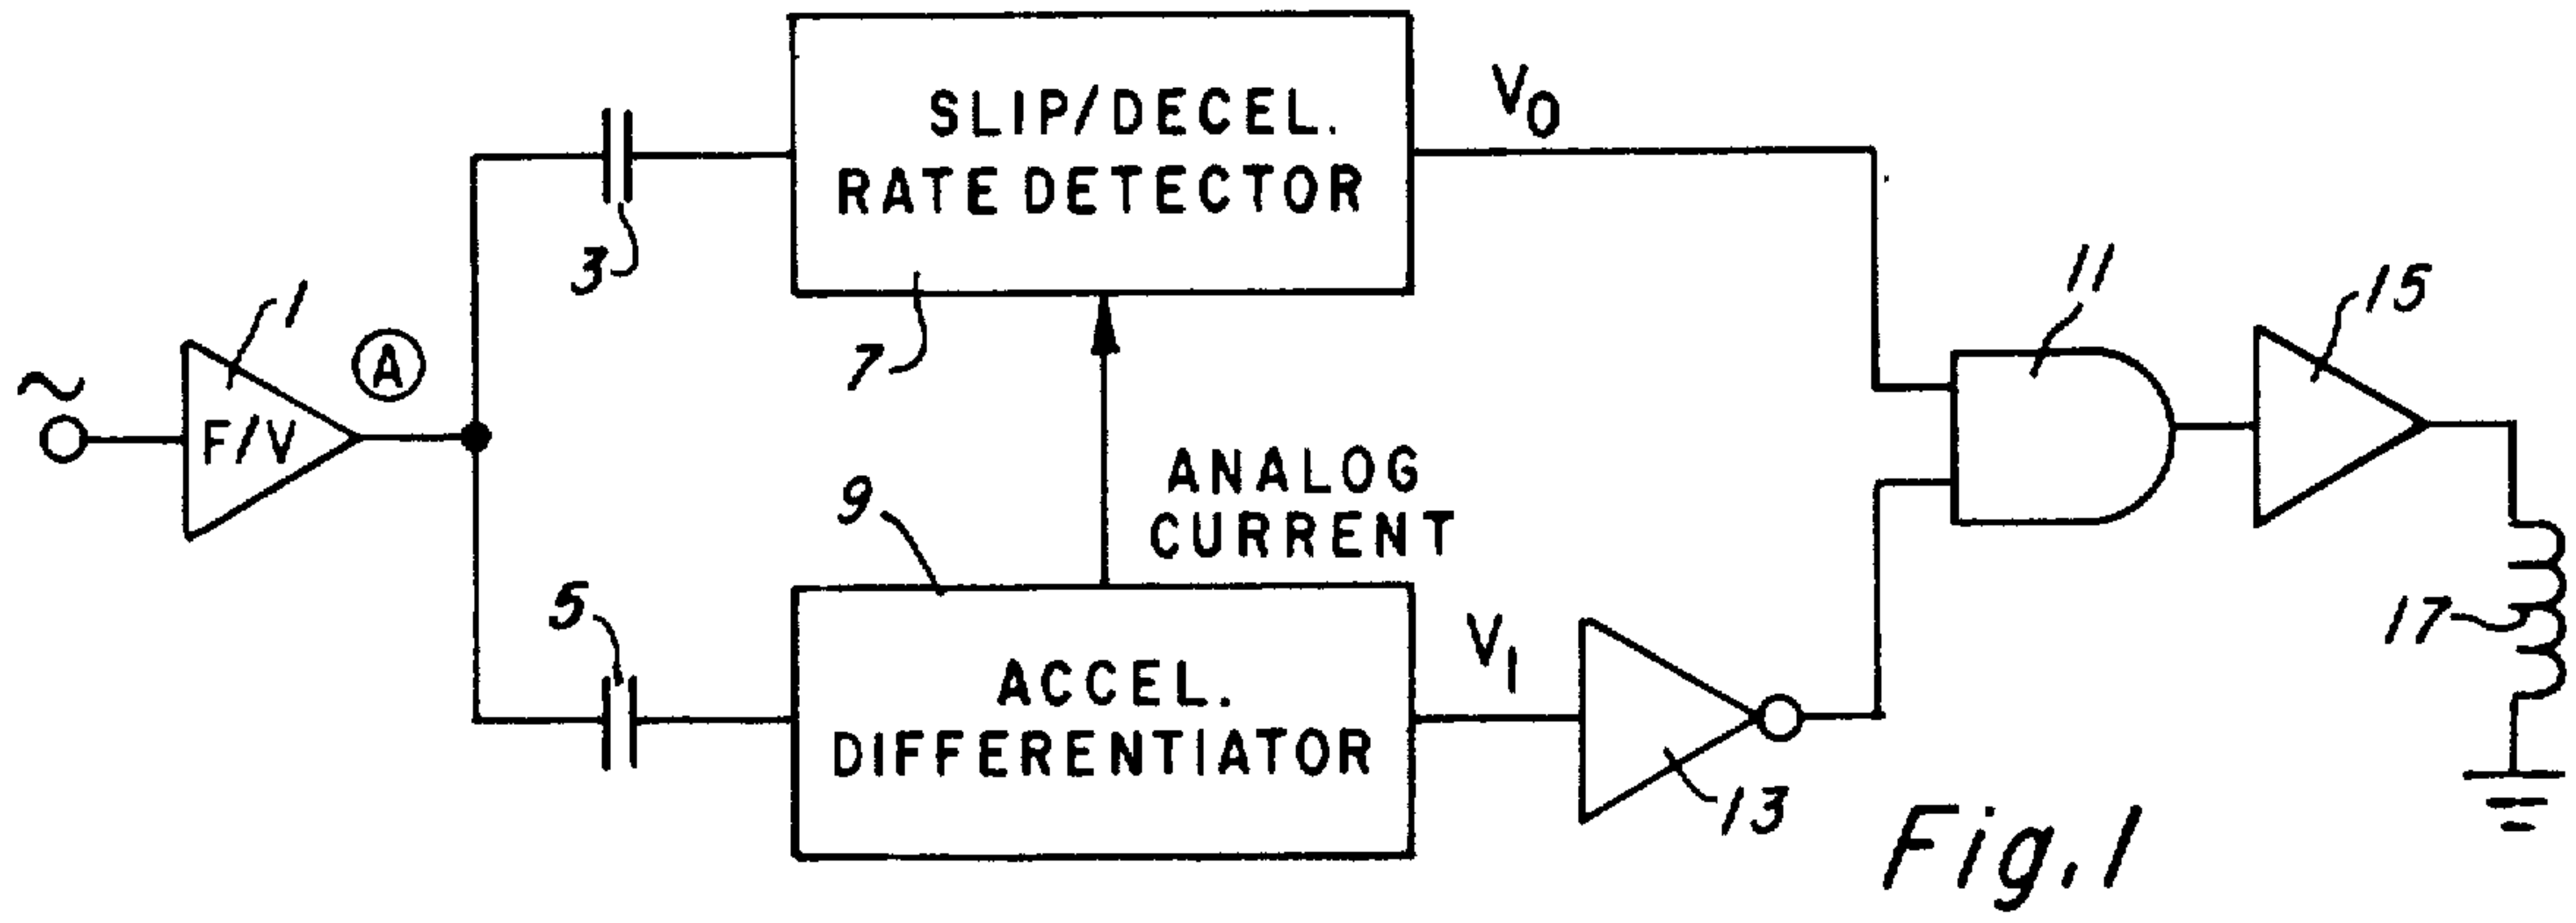 SLIP/DECEL.
RATE DETECTOR
V0
3
7
1
A
~
F/V
11
15
ANALOG
CURRENT
9
5
ACCEL.
DIFFERENTIATOR
V1
13
17
Fig.1